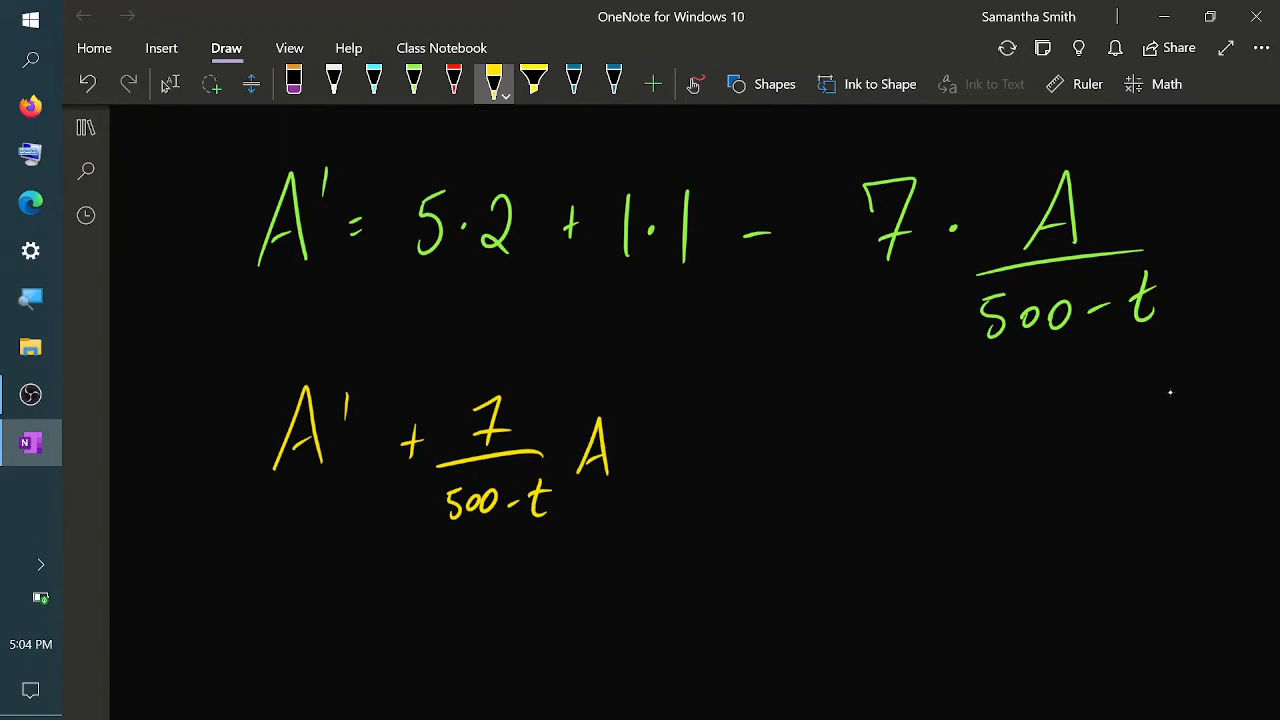 OneNote for Windows 10
Samantha Smith
Home Insert Draw View Help Class Notebook
Share
Shapes Ink to Shape Ink to Text Ruler Math
A' = 5·2 + 1·1 - 7 · A
500 - t
A' + 7 A
500 - t
5:04 PM